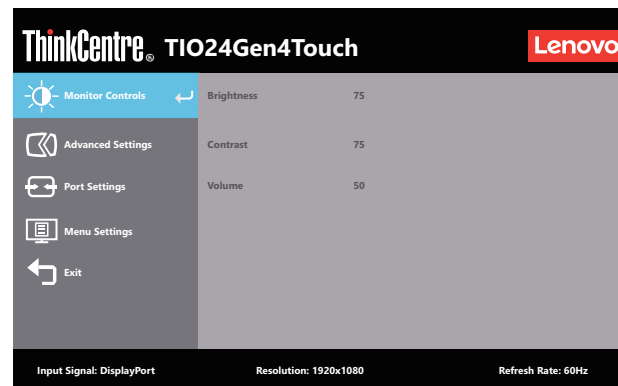 ThinkCentre® TIO24Gen4Touch
Lenovo
Monitor Controls
Brightness 75
Advanced Settings
Contrast 75
Port Settings
Volume 50
Menu Settings
Exit
Input Signal: DisplayPort Resolution: 1920x1080 Refresh Rate: 60Hz